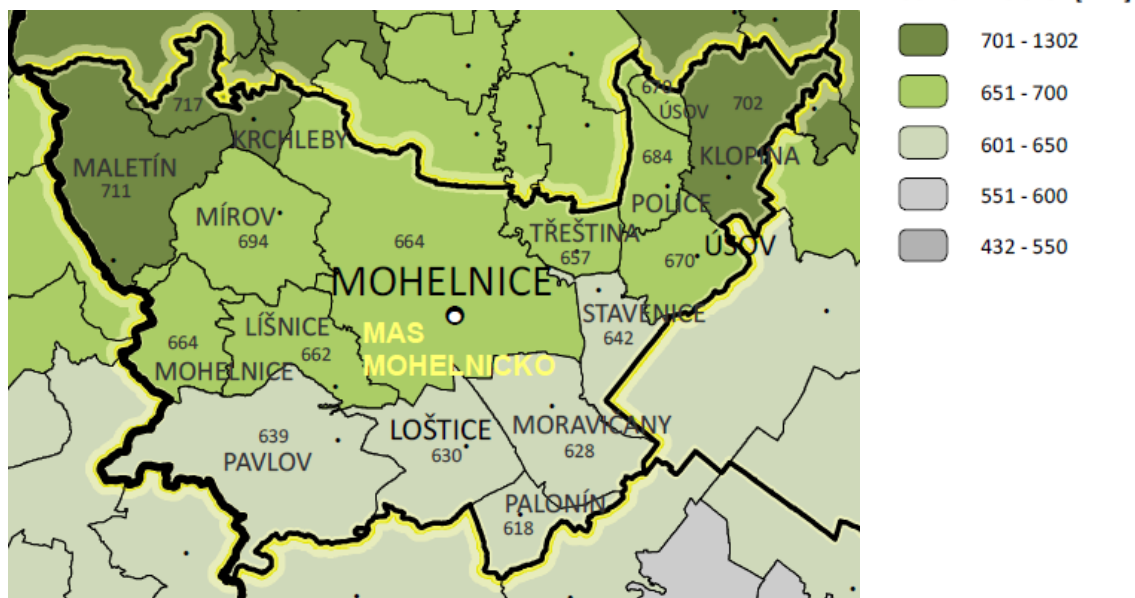 701 - 1302
651 - 700
601 - 650
551 - 600
432 - 550
717
KRCHLEBY
670
ÚSOV
702
MALETÍN
711
684
KLOPINA
MÍROV
694
POLICE
664
TŘEŠTINA
657
670
ÚSOV
MOHELNICE
STAVENICE
642
LÍŠNICE
662
664
MOHELNICE
MAS
MOHELNICKO
639
PAVLOV
LOŠTICE
630
MORAVIČANY
628
PALONÍN
618